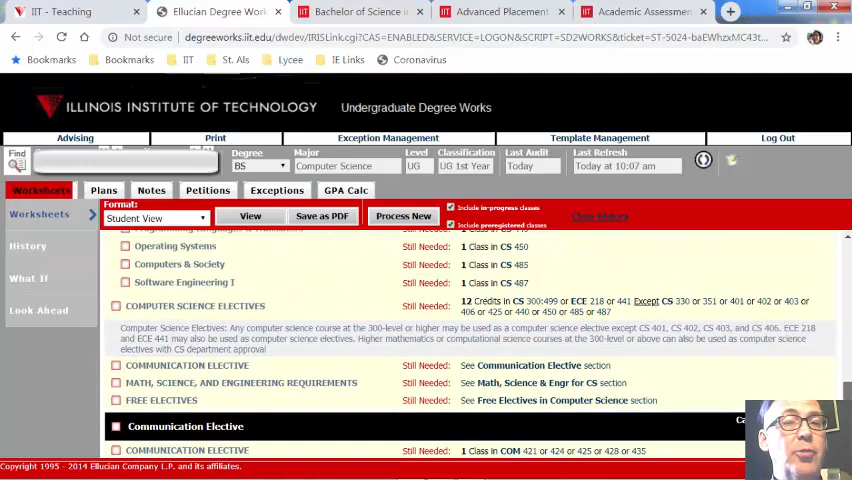 IIT - Teaching
Ellucian Degree Work
Bachelor of Science i
Advanced Placement
Academic Assessmen
Not secure
degreeworks.iit.edu/dwdev/IRISLink.cgi?CAS=ENABLED&SERVICE=LOGON&SCRIPT=SD2WORKS&ticket=ST-5024-baEWwzxMC43t...
Bookmarks
Bookmarks
IIT
St. Als
Lycee
IE Links
Coronavirus
ILLINOIS INSTITUTE OF TECHNOLOGY
Undergraduate Degree Works
Advising
Print
Exception Management
Template Management
Log Out
Find
Degree
Major
Level
Classification
Last Audit
Last Refresh
BS
Computer Science
UG
UG 1st Year
Today
Today at 10:07 am
Worksheets
Plans
Notes
Petitions
Exceptions
GPA Calc
Worksheets
History
What If
Look Ahead
Format:
Student View
View
Save as PDF
Process New
Include in-progress classes
Include preregistered classes
Class History
Operating Systems Still Needed: 1 Class in CS 450
Computers & Society Still Needed: 1 Class in CS 485
Software Engineering I Still Needed: 1 Class in CS 487
COMPUTER SCIENCE ELECTIVES Still Needed: 12 Credits in CS 300:499 or ECE 218 or 441 Except CS 330 or 351 or 401 or 402 or 403 or
406 or 425 or 440 or 450 or 485 or 487
Computer Science Electives: Any computer science course at the 300-level or higher may be used as a computer science elective except CS 401, CS 402, CS 403, and CS 406. ECE 218
and ECE 441 may also be used as computer science electives. Higher mathematics or computational science courses at the 300-level or above can also be used as computer science
electives with CS department approval
COMMUNICATION ELECTIVE Still Needed: See Communication Elective section
MATH, SCIENCE, AND ENGINEERING REQUIREMENTS Still Needed: See Math, Science & Engr for CS section
FREE ELECTIVES Still Needed: See Free Electives in Computer Science section
Communication Elective
Ca
COMMUNICATION ELECTIVE Still Needed: 1 Class in COM 421 or 424 or 425 or 428 or 435
Copyright 1995 - 2014 Ellucian Company L.P. and its affiliates.